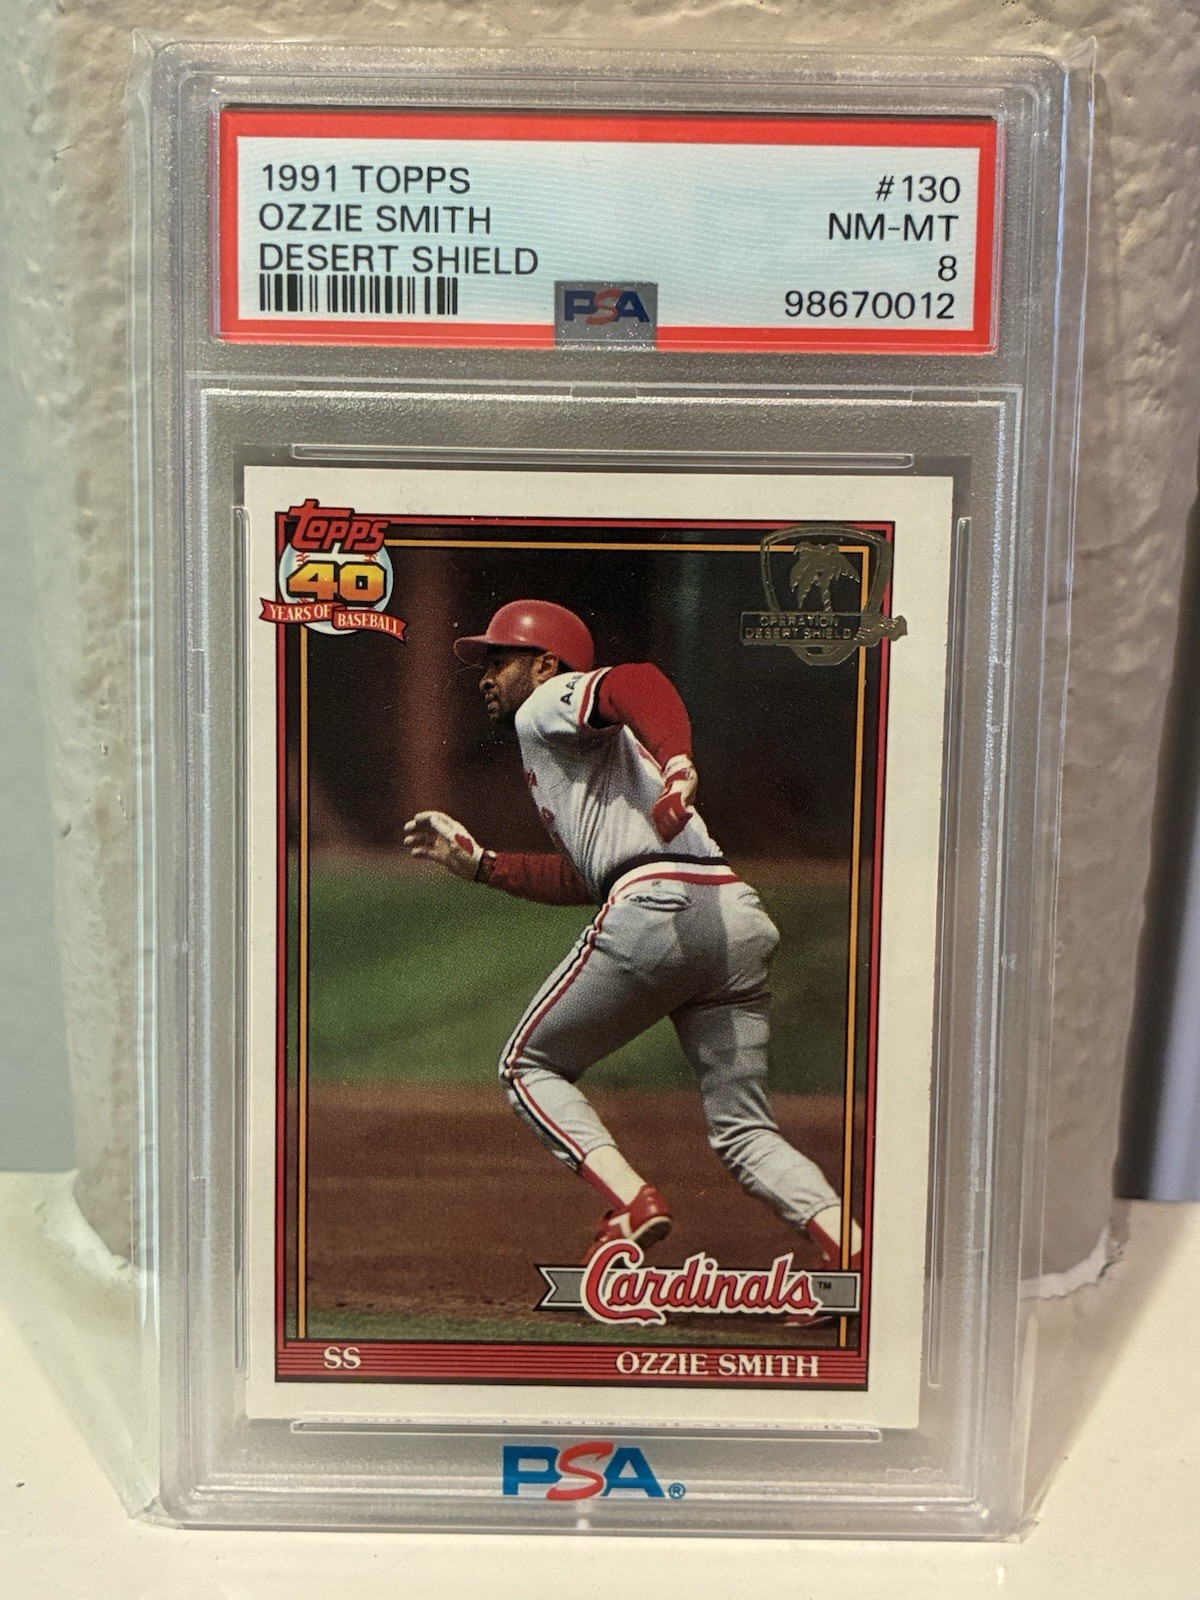 1991 TOPPS
OZZIE SMITH
DESERT SHIELD
#130
NM-MT
8
98670012
PSA
Topps
40
YEARS OF BASEBALL
OPERATION
DESERT SHIELD
Cardinals™
SS
OZZIE SMITH
PSA®